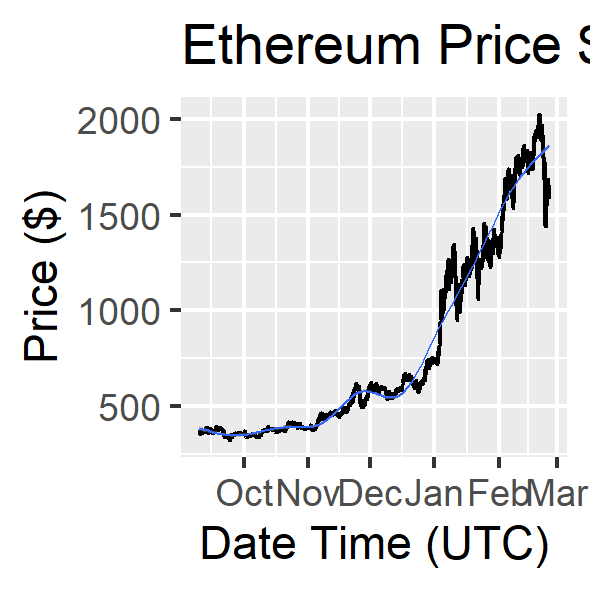 Ethereum Price S
2000
1500
1000
500
Price ($)
Oct Nov Dec Jan Feb Mar
Date Time (UTC)